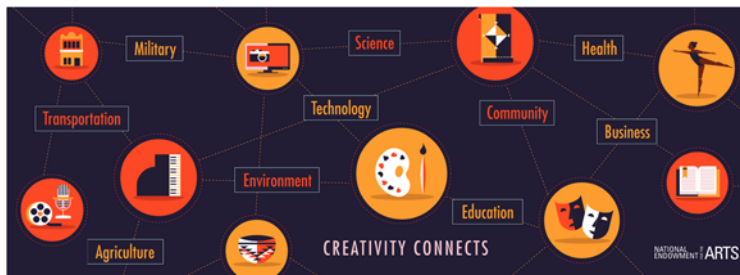 Military
Science
Health
Technology
Transportation
Community
Business
Environment
Education
Agriculture
CREATIVITY CONNECTS
NATIONAL
ENDOWMENT FOR THE ARTS